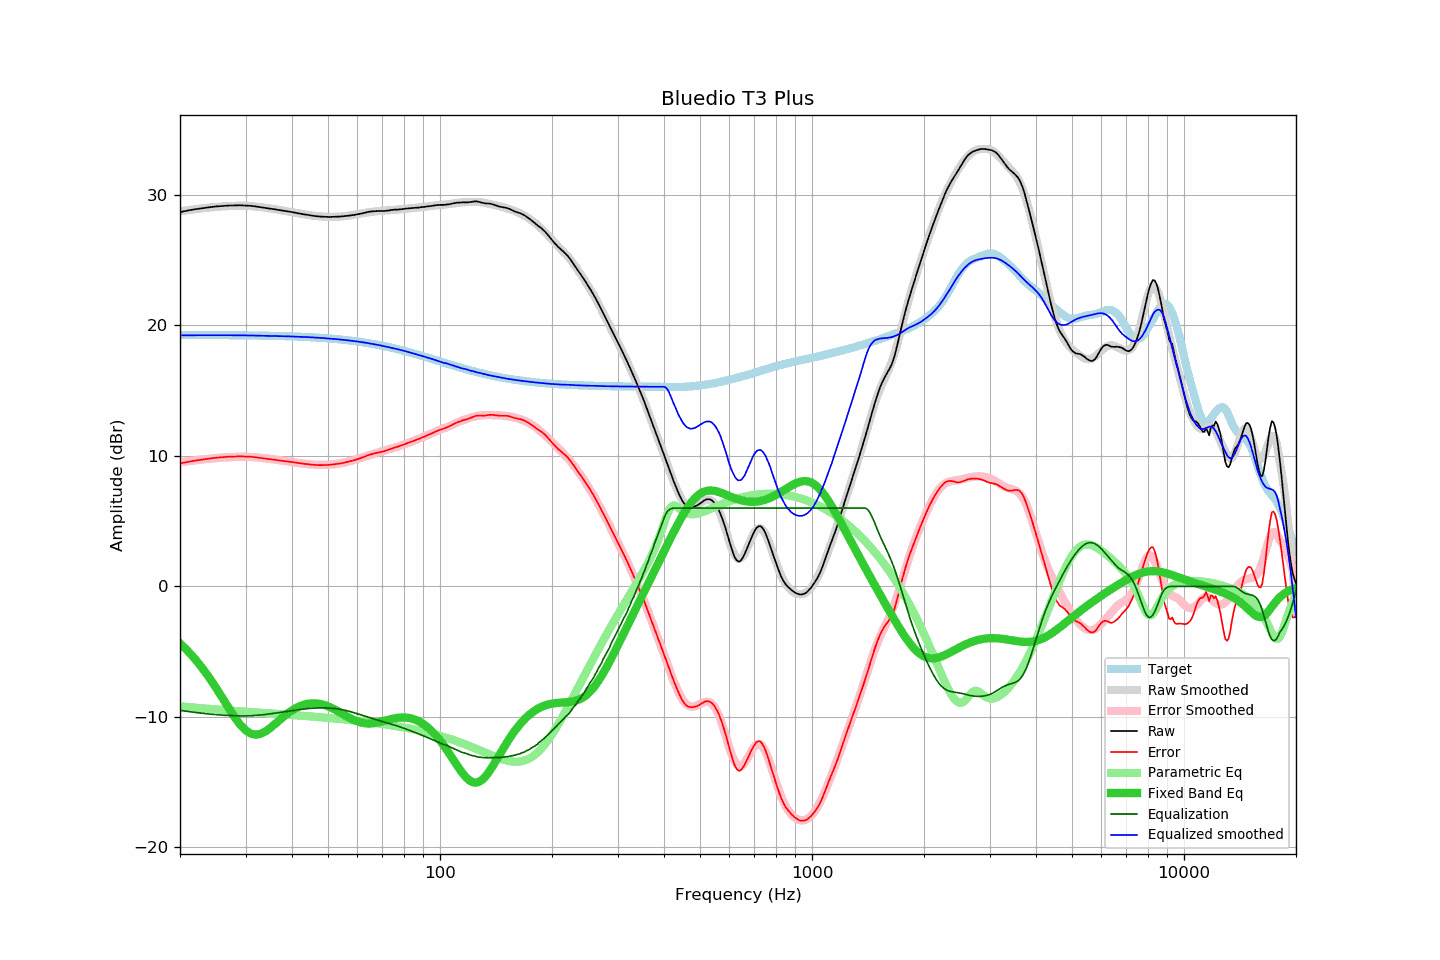 Bluedio T3 Plus
Amplitude (dBr)
30
20
10
0
−10
−20
100
1000
10000
Frequency (Hz)
Target
Raw Smoothed
Error Smoothed
Raw
Error
Parametric Eq
Fixed Band Eq
Equalization
Equalized smoothed